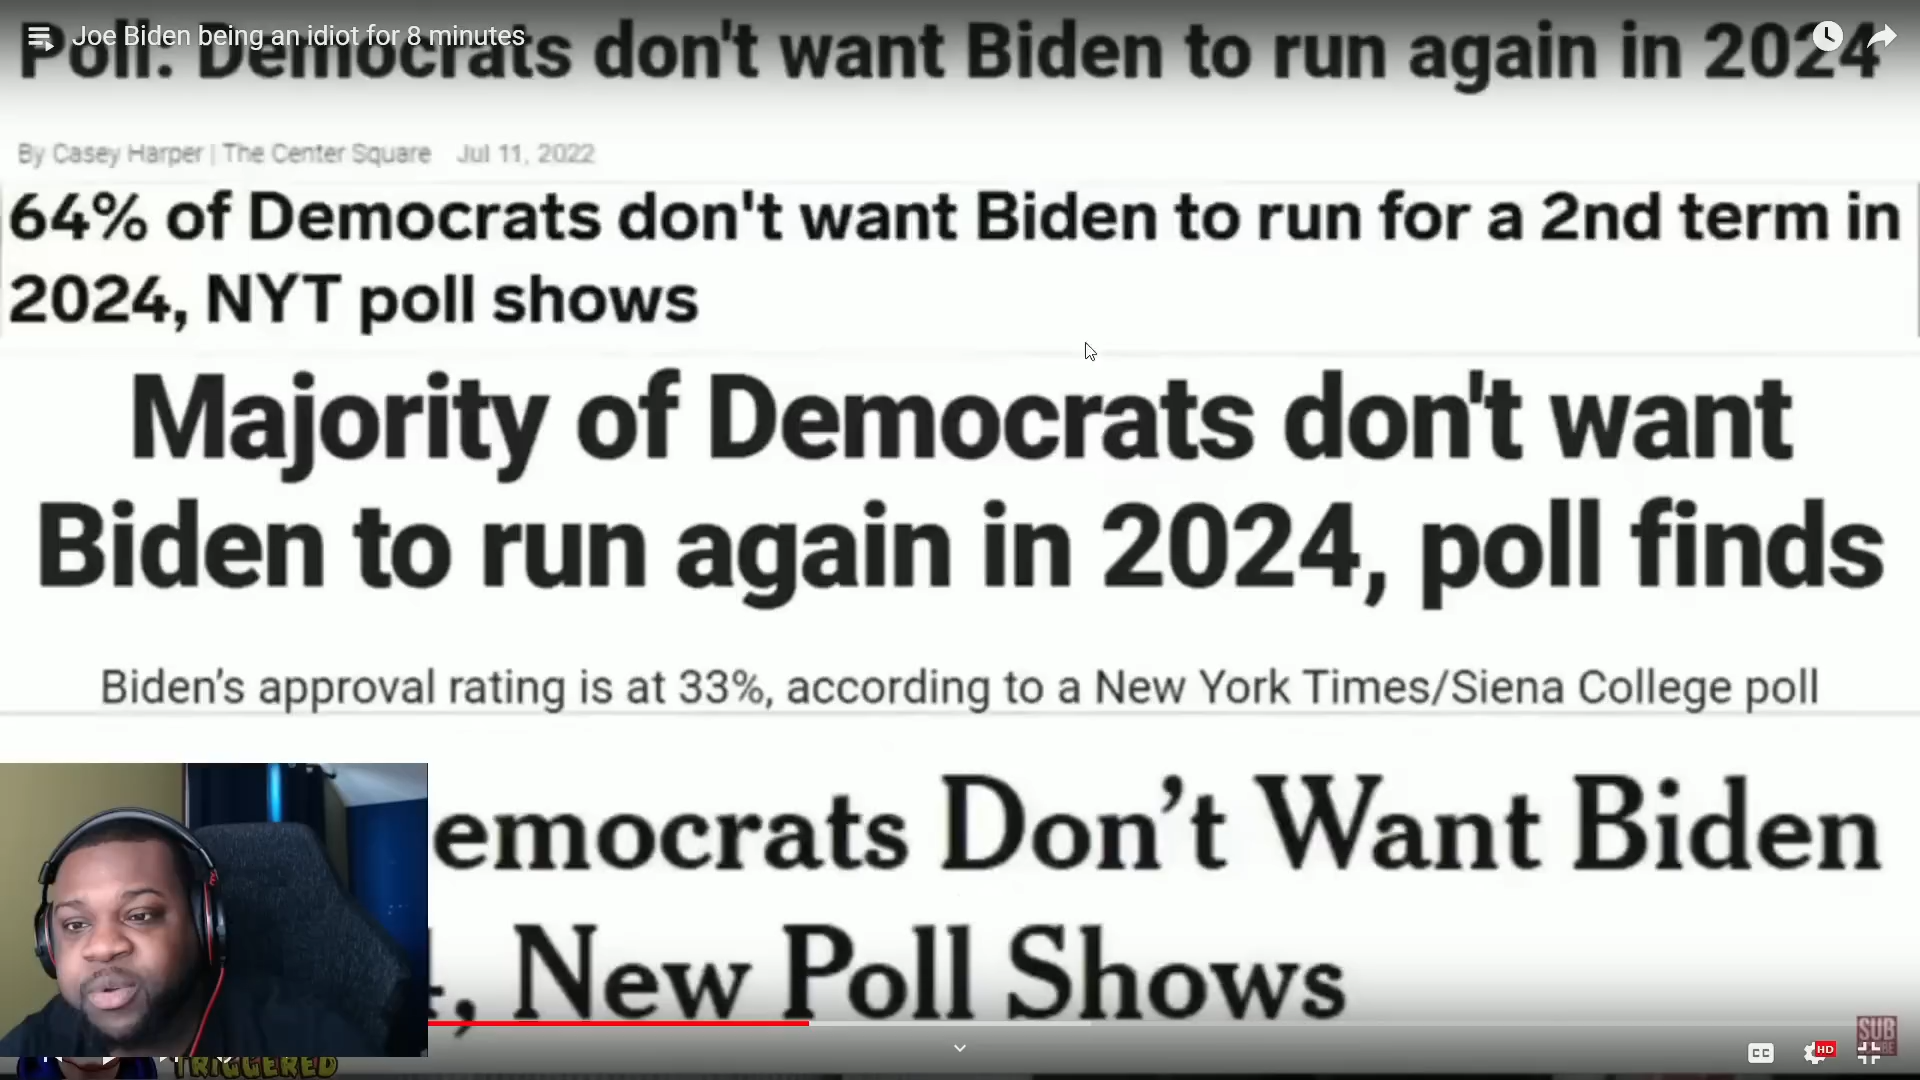 Joe Biden being an idiot for 8 minutes
Poll: Democrats don't want Biden to run again in 2024
By Casey Harper | The Center Square Jul 11, 2022
64% of Democrats don't want Biden to run for a 2nd term in
2024, NYT poll shows
Majority of Democrats don't want
Biden to run again in 2024, poll finds
Biden's approval rating is at 33%, according to a New York Times/Siena College poll
emocrats Don't Want Biden
4, New Poll Shows
SUB
TRIGGERED
CC
HD